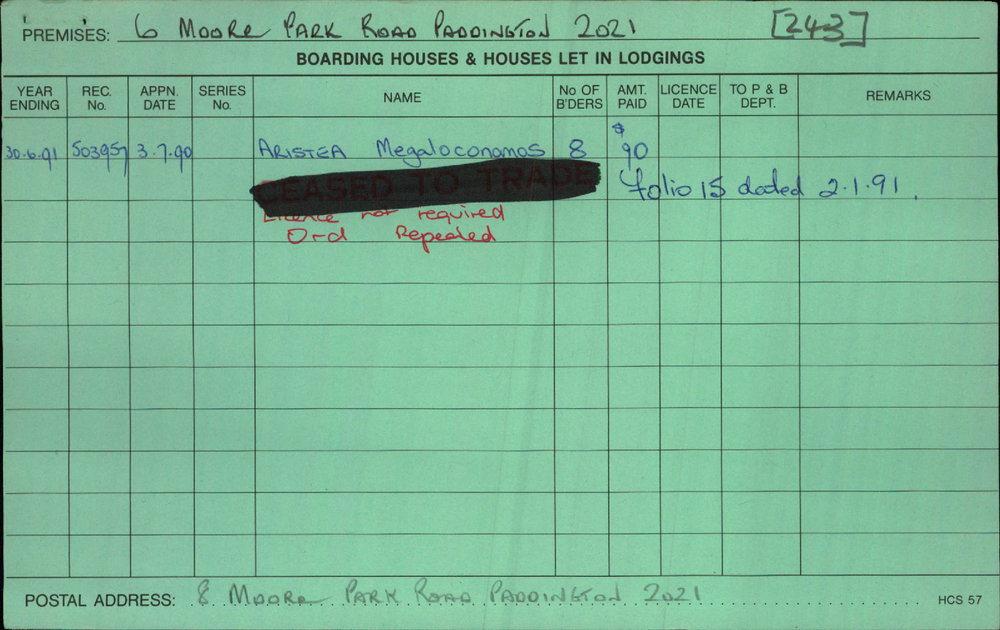 PREMISES: 6 MOORE PARK ROAD PADDINGTON 2021 [243]
BOARDING HOUSES & HOUSES LET IN LODGINGS
YEAR ENDING REC. No. APPN. DATE SERIES No. NAME No OF B'DERS AMT. PAID LICENCE DATE TO P & B DEPT. REMARKS
30.6.91 503957 3.7.90 ARISTEA Megaloconomos 8 $90
CEASED TO TRADE folio 15 dated 2.1.91.
Licence not required
Ord Repealed
POSTAL ADDRESS: 8 MOORE PARK ROAD PADDINGTON 2021 HCS 57